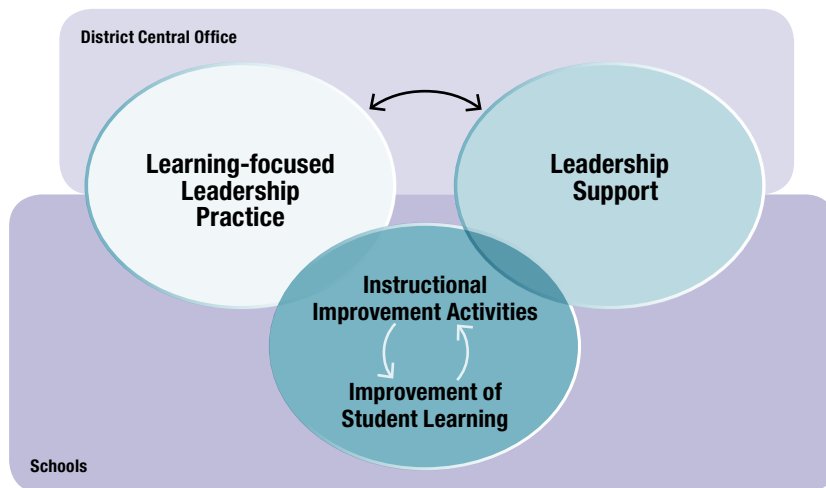 District Central Office
Learning-focused
Leadership
Practice
Leadership
Support
Instructional
Improvement Activities
Improvement of
Student Learning
Schools